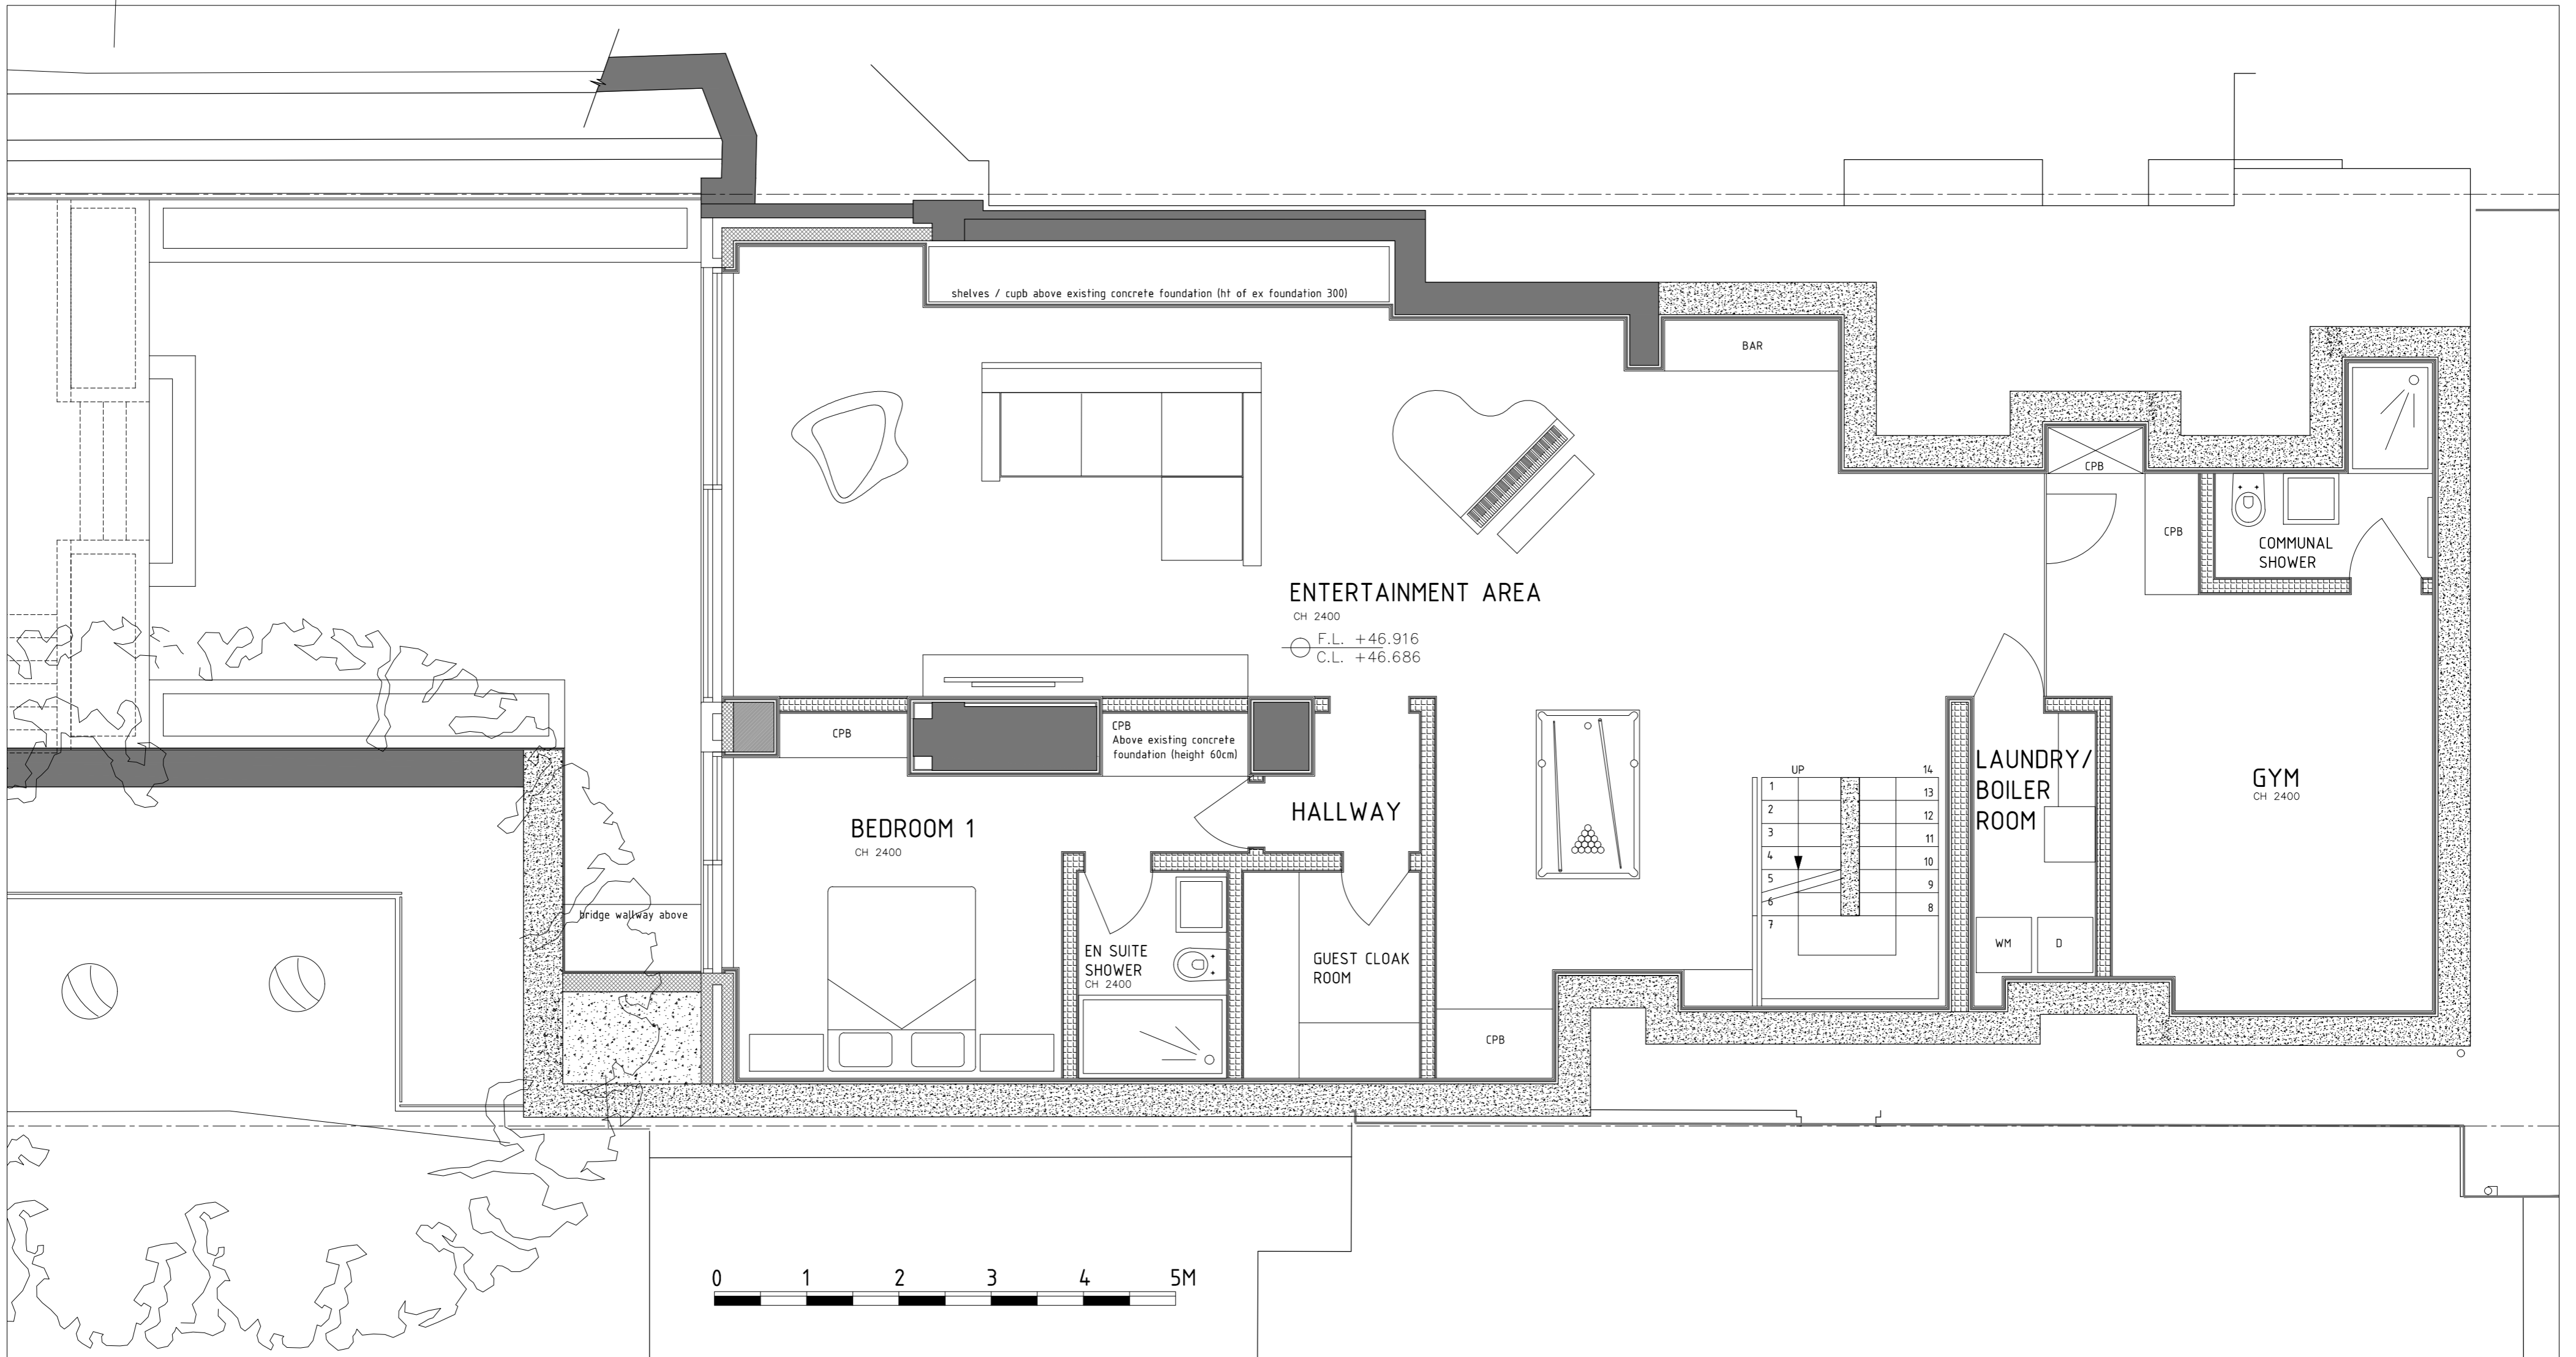 shelves / cupb above existing concrete foundation (ht of ex foundation 300)
BAR
CPB
CPB
COMMUNAL
SHOWER
ENTERTAINMENT AREA
CH 2400
F.L. +46.916
C.L. +46.686
CPB
CPB
Above existing concrete
foundation (height 60cm)
HALLWAY
BEDROOM 1
CH 2400
UP
1
2
3
4
5
6
7
14
13
12
11
10
9
8
LAUNDRY/
BOILER
ROOM
GYM
CH 2400
bridge wallway above
EN SUITE
SHOWER
CH 2400
GUEST CLOAK
ROOM
WM
D
CPB
0 1 2 3 4 5M